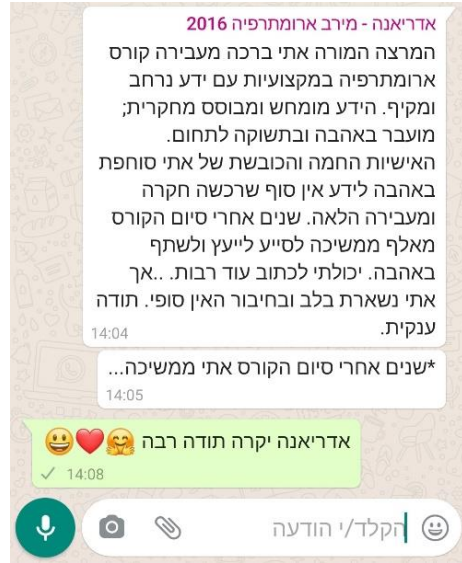 אדריאנה - מירב ארומתרפיה 2016
המרצה המורה אתי ברכה מעבירה קורס
ארומתרפיה במקצועיות עם ידע נרחב
ומקיף. הידע מומחש ומבוסס מחקרית;
מועבר באהבה ובתשוקה לתחום.
האישיות החמה והכובשת של אתי סוחפת
באהבה לידע אין סוף שרכשה חקרה
ומעבירה הלאה. שנים אחרי סיום הקורס
מאלף ממשיכה לסייע לייעץ ולשתף
באהבה. יכולתי לכתוב עוד רבות. ..אך
אתי נשארת בלב ובחיבור האין סופי. תודה
ענקית.
14:04
*שנים אחרי סיום הקורס אתי ממשיכה...
14:05
אדריאנה יקרה תודה רבה 🤗❤️😃
14:08
הקלד/י הודעה